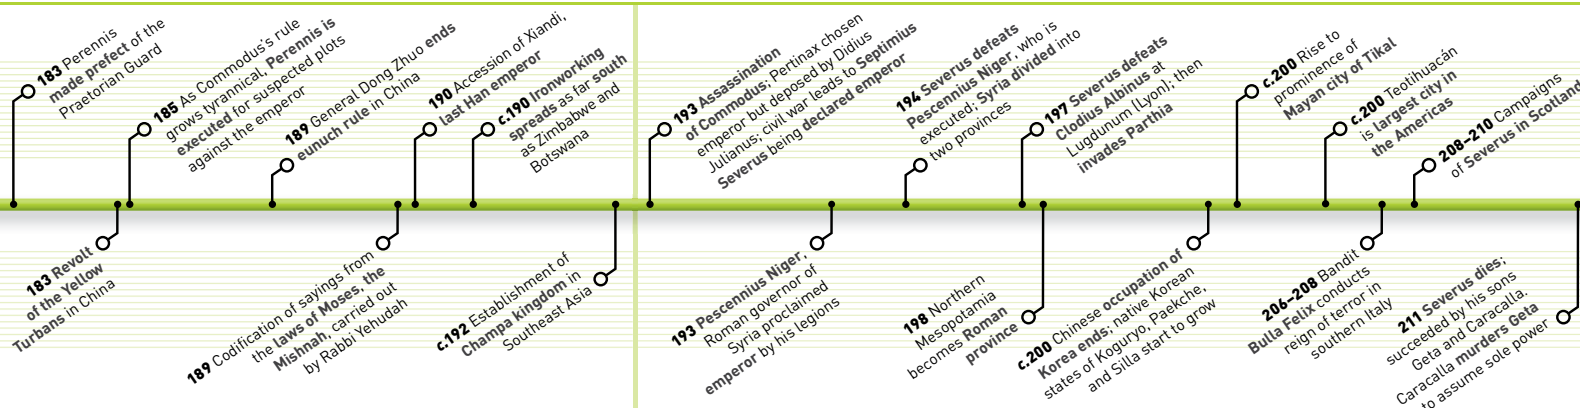 183 Perennis
made prefect of the
Praetorian Guard
185 As Commodus's rule
grows tyrannical, Perennis is
executed for suspected plots
against the emperor
189 General Dong Zhuo ends
eunuch rule in China
190 Accession of Xiandi,
last Han emperor
c.190 Ironworking
spreads as far south
as Zimbabwe and
Botswana
193 Assassination
of Commodus; Pertinax chosen
emperor but deposed by Didius
Julianus; civil war leads to Septimius
Severus being declared emperor
194 Severus defeats
Pescennius Niger, who is
executed; Syria divided into
two provinces
197 Severus defeats
Clodius Albinus at
Lugdunum (Lyon); then
invades Parthia
c.200 Rise to
prominence of
Mayan city of Tikal
c.200 Teotihuacán
is largest city in
the Americas
208–210 Campaigns
of Severus in Scotland
183 Revolt
of the Yellow
Turbans in China
189 Codification of sayings from
the laws of Moses, the
Mishnah, carried out
by Rabbi Yehudah
c.192 Establishment of
Champa kingdom in
Southeast Asia
193 Pescennius Niger,
Roman governor of
Syria proclaimed
emperor by his legions
198 Northern
Mesopotamia
becomes Roman
province
c.200 Chinese occupation of
Korea ends; native Korean
states of Koguryo, Paekche,
and Silla start to grow
206–208 Bandit
Bulla Felix conducts
reign of terror in
southern Italy
211 Severus dies;
succeeded by his sons
Geta and Caracalla.
Caracalla murders Geta
to assume sole power